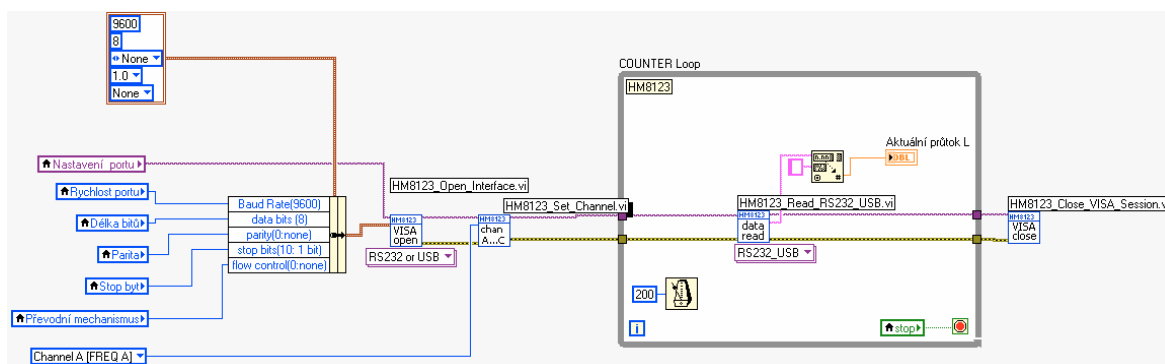 9600
8
None
1.0
None
Nastavení portu
Rychlost portu
Délka bitů
Parita
Stop byt
Převodní mechanismus
Channel A [FREQ A]
Baud Rate(9600)
data bits (8)
parity(0:none)
stop bits(10: 1 bit)
flow control(0:none)
HM8123_Open_Interface.vi
HM8123
VISA
open
RS232 or USB
HM8123_Set_Channel.vi
HM8123
chan
A...C
COUNTER Loop
HM8123
Aktuální průtok L
DBL
HM8123_Read_RS232_USB.vi
HM8123
data
read
RS232_USB
200
i
stop
HM8123_Close_VISA_Session.v
HM8123
VISA
close